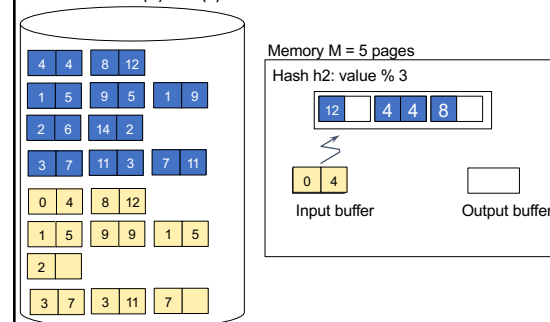 Memory M = 5 pages
Hash h2: value % 3
12 4 4 8
0 4
Input buffer Output buffer
4 4 8 12
1 5 9 5 1 9
2 6 14 2
3 7 11 3 7 11
0 4 8 12
1 5 9 9 1 5
2
3 7 3 11 7